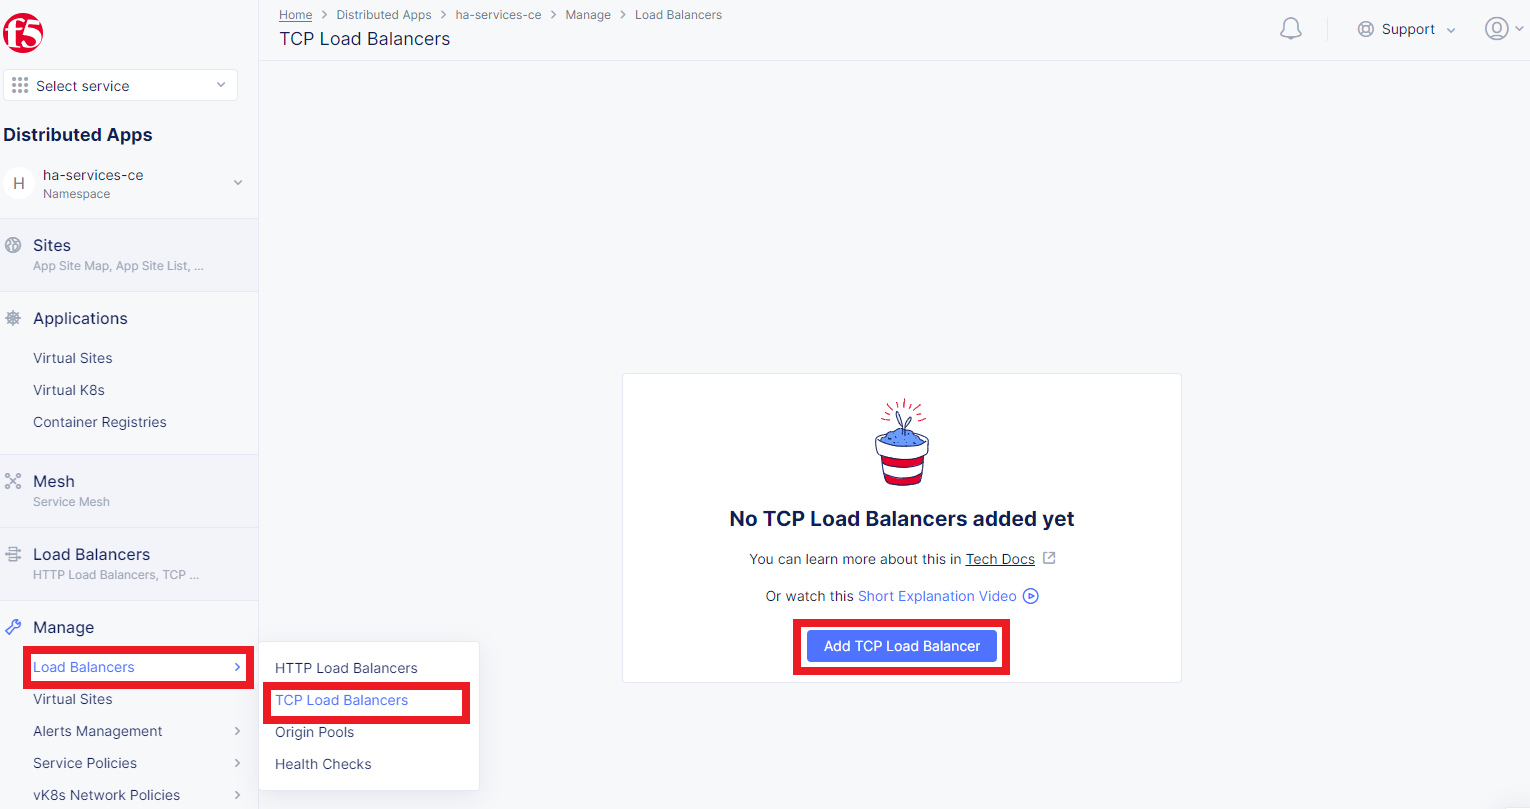 f5
Home > Distributed Apps > ha-services-ce > Manage > Load Balancers
TCP Load Balancers
Support
Select service
Distributed Apps
H
ha-services-ce
Namespace
Sites
App Site Map, App Site List, ...
Applications
Virtual Sites
Virtual K8s
Container Registries
Mesh
Service Mesh
Load Balancers
HTTP Load Balancers, TCP ...
Manage
Load Balancers
Virtual Sites
Alerts Management
Service Policies
vK8s Network Policies
HTTP Load Balancers
TCP Load Balancers
Origin Pools
Health Checks
No TCP Load Balancers added yet
You can learn more about this in Tech Docs
Or watch this Short Explanation Video
Add TCP Load Balancer